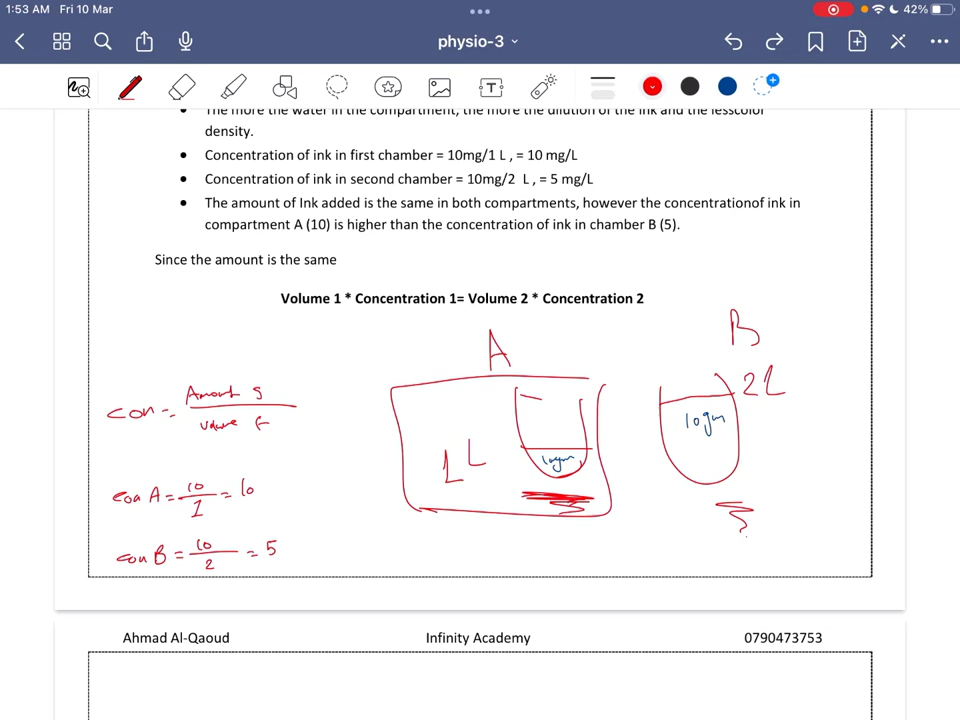 1:53 AM Fri 10 Mar
42%
physio-3
The more the water in the compartment, the more the dilution of the ink and the lesscolor
density.
Concentration of ink in first chamber = 10mg/1 L , = 10 mg/L
Concentration of ink in second chamber = 10mg/2 L , = 5 mg/L
The amount of Ink added is the same in both compartments, however the concentrationof ink in
compartment A (10) is higher than the concentration of ink in chamber B (5).
Since the amount is the same
Volume 1 * Concentration 1= Volume 2 * Concentration 2
A
B
2L
con = Amount S
volume F
10gm
10gm
con A = 10/1 = 10
con B = 10/2 = 5
Ahmad Al-Qaoud Infinity Academy 0790473753